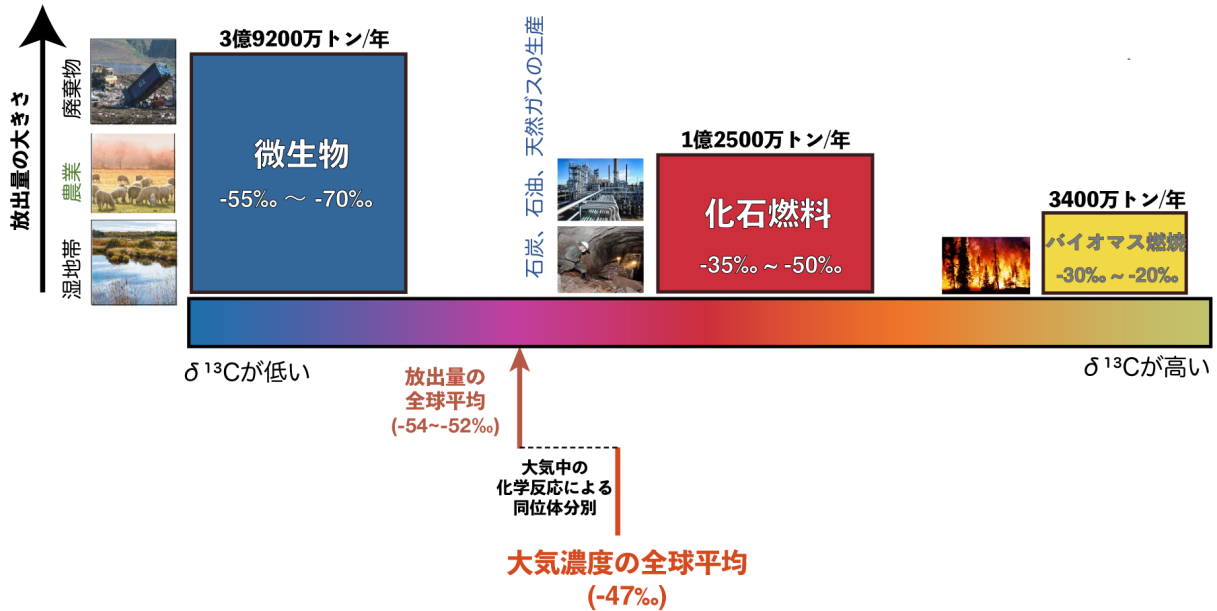 放出量の大きさ
廃棄物
農業
湿地帯
3億9200万トン/年
微生物
-55‰ ～ -70‰
石炭、石油、天然ガスの生産
1億2500万トン/年
化石燃料
-35‰ ~ -50‰
3400万トン/年
バイオマス燃焼
-30‰ ~ -20‰
δ ¹³Cが低い
δ ¹³Cが高い
放出量の
全球平均
(-54~-52‰)
大気中の
化学反応による
同位体分別
大気濃度の全球平均
(-47‰)